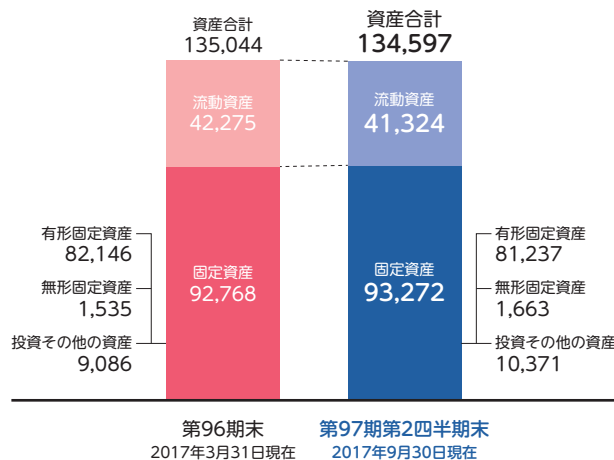 資産合計
135,044
流動資産
42,275
固定資産
92,768
有形固定資産
82,146
無形固定資産
1,535
投資その他の資産
9,086
第96期末
2017年3月31日現在
資産合計
134,597
流動資産
41,324
固定資産
93,272
有形固定資産
81,237
無形固定資産
1,663
投資その他の資産
10,371
第97期第2四半期末
2017年9月30日現在